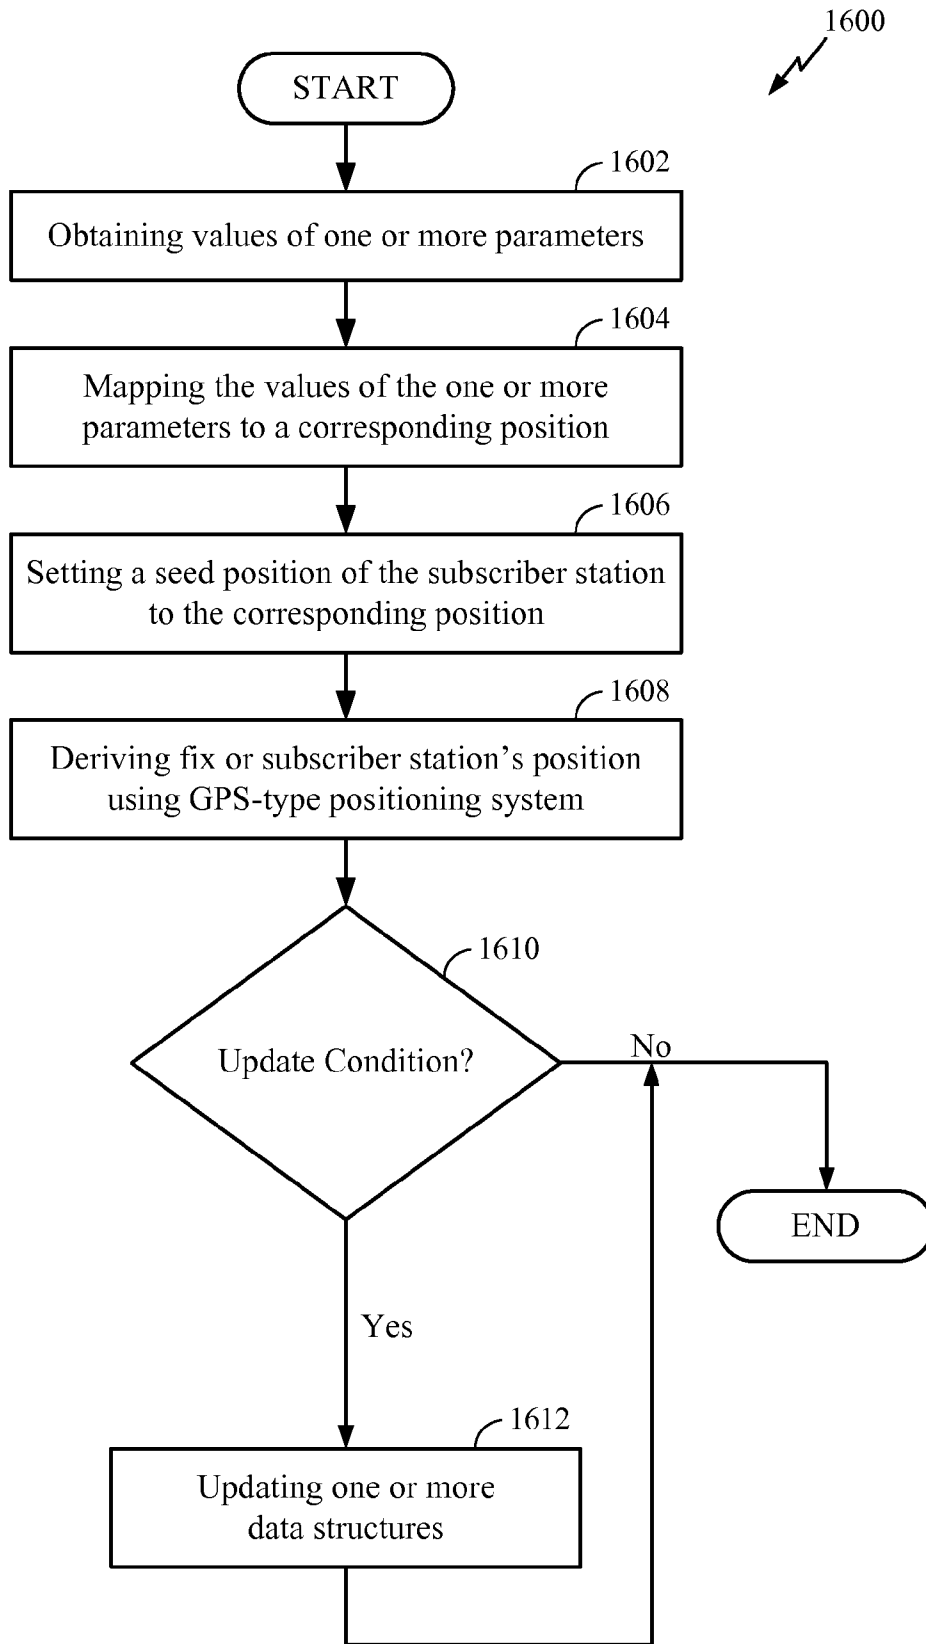 1600
START
1602
Obtaining values of one or more parameters
1604
Mapping the values of the one or more
parameters to a corresponding position
1606
Setting a seed position of the subscriber station
to the corresponding position
1608
Deriving fix or subscriber station’s position
using GPS-type positioning system
1610
Update Condition?
No
END
Yes
1612
Updating one or more
data structures